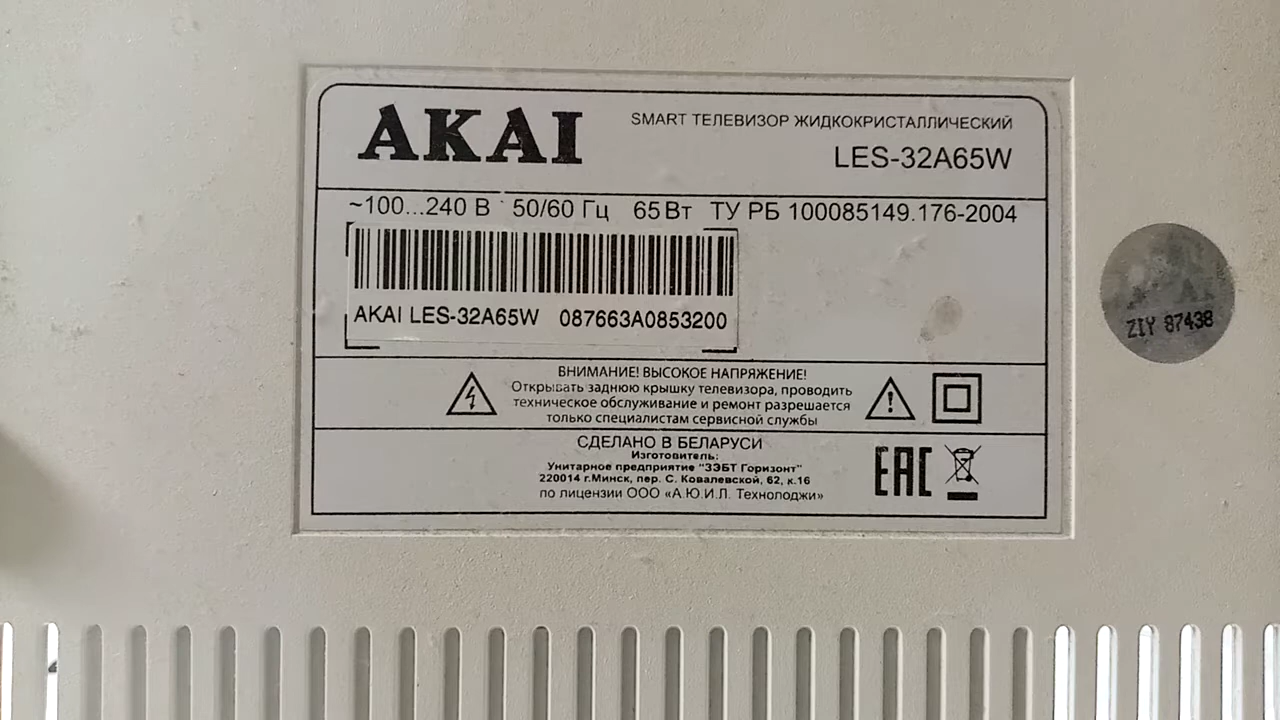 AKAI
SMART ТЕЛЕВИЗОР ЖИДКОКРИСТАЛЛИЧЕСКИЙ
LES-32A65W
~100...240 В 50/60 Гц 65 Вт ТУ РБ 100085149.176-2004
AKAI LES-32A65W 087663A0853200
ВНИМАНИЕ! ВЫСОКОЕ НАПРЯЖЕНИЕ!
Открывать заднюю крышку телевизора, проводить
техническое обслуживание и ремонт разрешается
только специалистам сервисной службы
СДЕЛАНО В БЕЛАРУСИ
Изготовитель:
Унитарное предприятие "ЗЭБТ Горизонт"
220014 г.Минск, пер. С. Ковалевской, 62, к.16
по лицензии ООО «А.Ю.И.Л. Технолоджи»
EAC
ZIY 87438